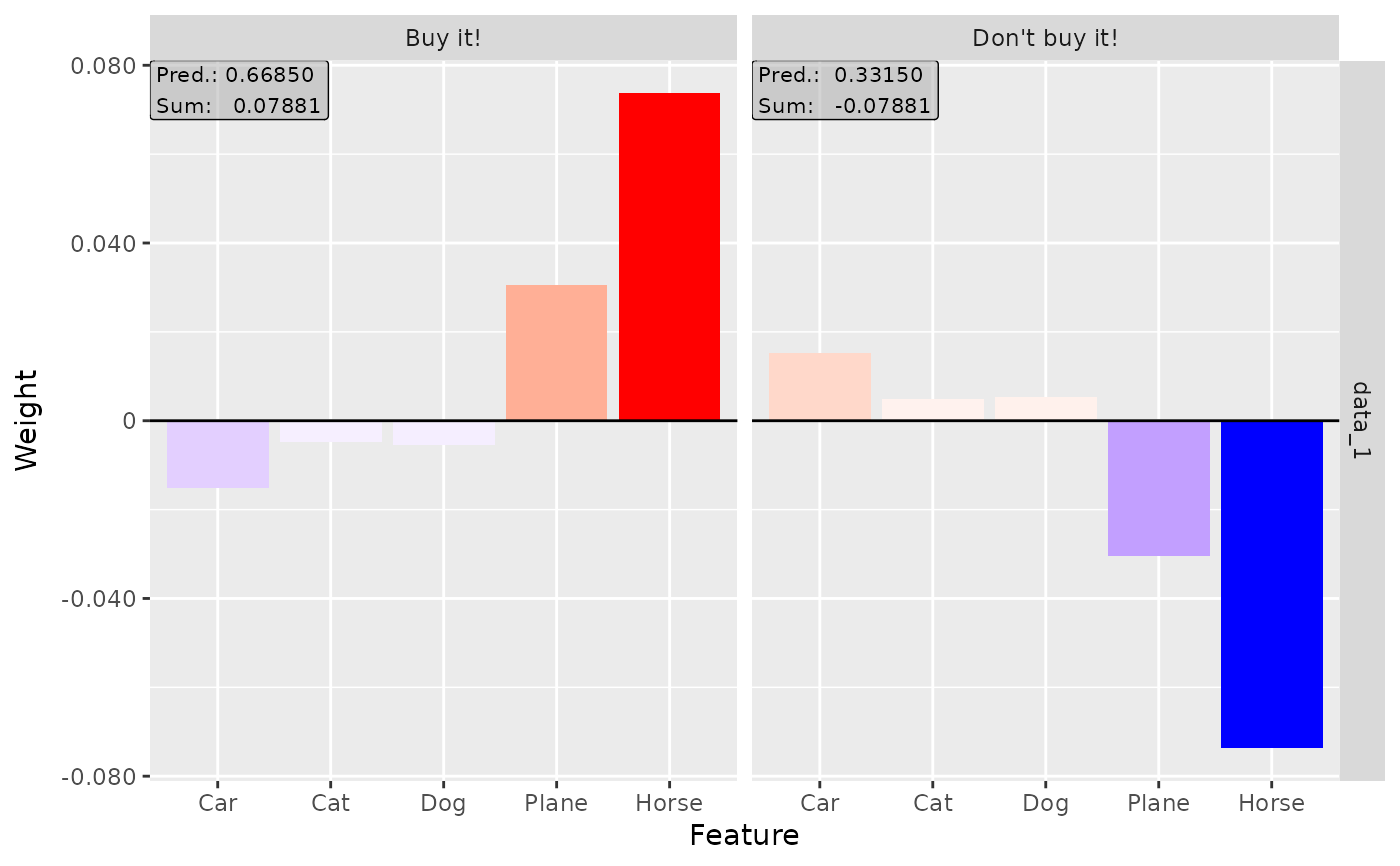 Buy it!
Don't buy it!
Pred.: 0.66850
Sum: 0.07881
Pred.: 0.33150
Sum: -0.07881
0.080
0.040
0
-0.040
-0.080
Weight
data_1
Car Cat Dog Plane Horse
Car Cat Dog Plane Horse
Feature